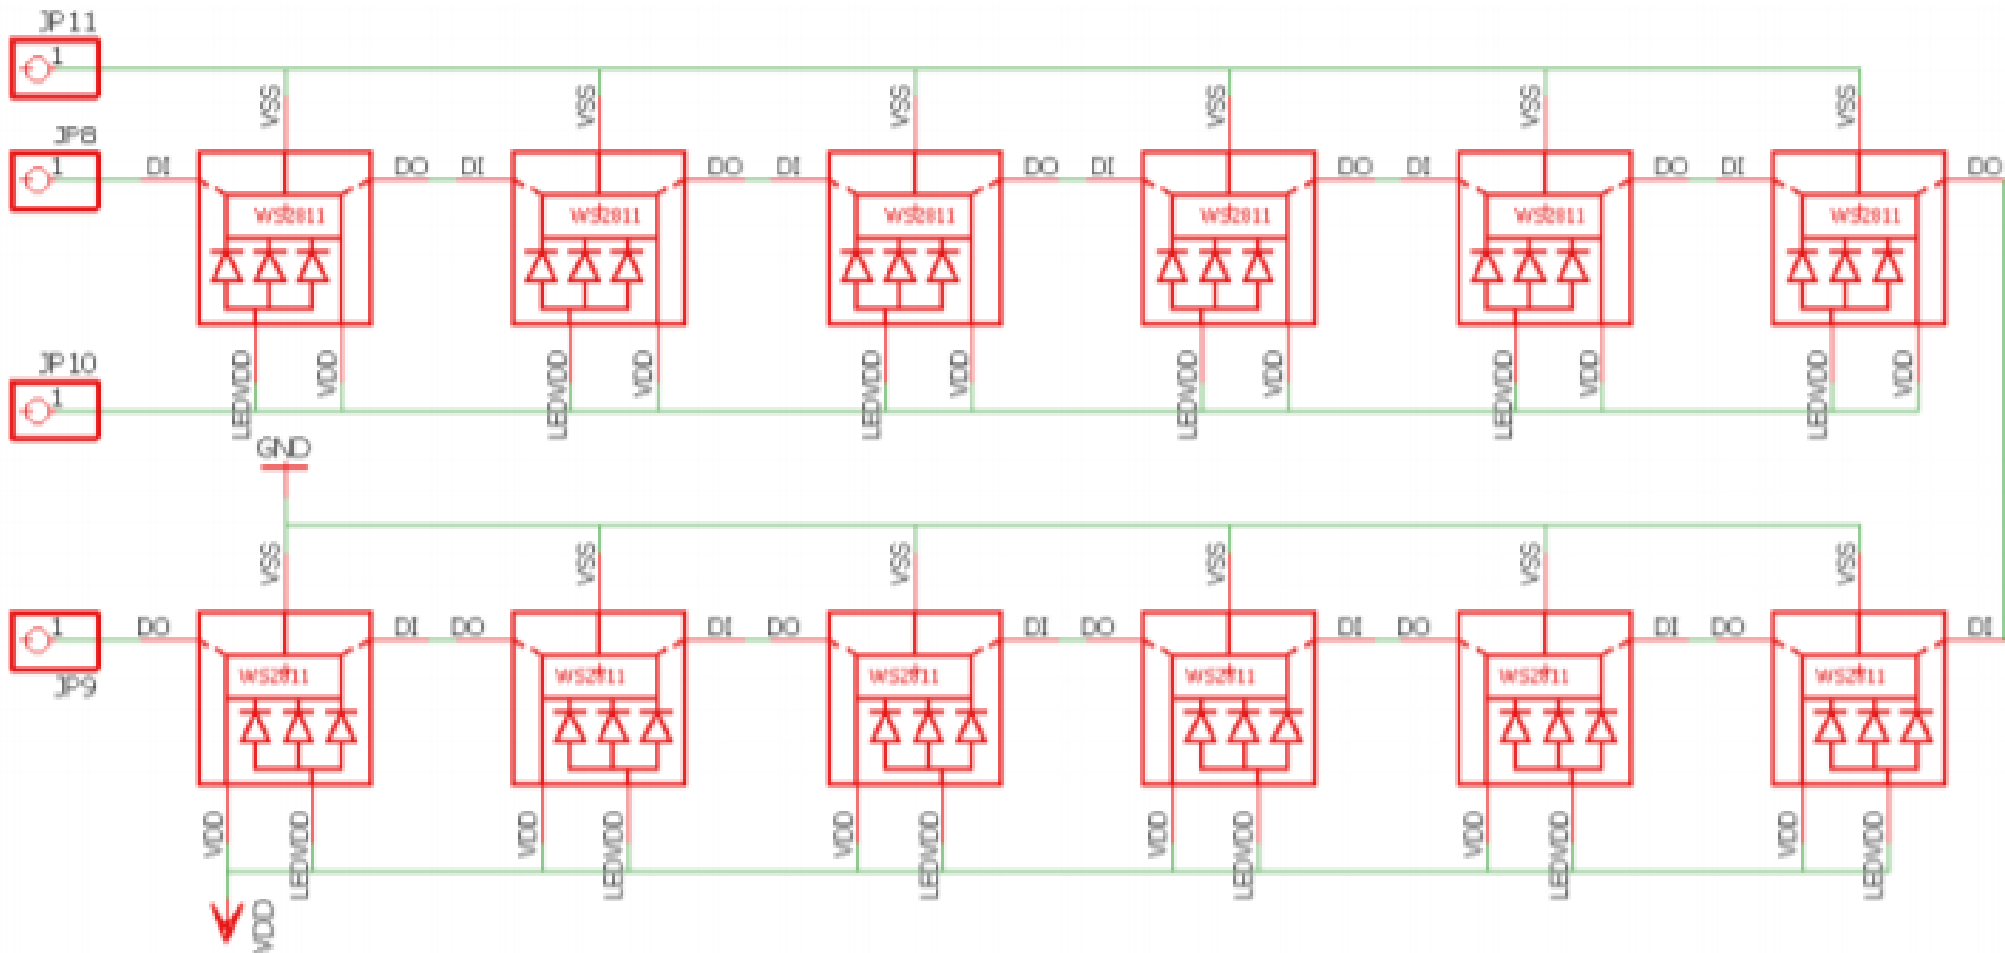 JP11
1
VSS VSS VSS VSS VSS VSS
JP8
1
DI DO DI DO DI DO DI DO DI DO DI DO
WS2811 WS2811 WS2811 WS2811 WS2811 WS2811
JP10
1
LEDVDD VDD LEDVDD VDD LEDVDD VDD LEDVDD VDD LEDVDD VDD LEDVDD VDD
GND
VSS VSS VSS VSS VSS VSS
1
DO DI DO DI DO DI DO DI DO DI DO DI
JP9
WS2811 WS2811 WS2811 WS2811 WS2811 WS2811
VDD LEDVDD VDD LEDVDD VDD LEDVDD VDD LEDVDD VDD LEDVDD VDD LEDVDD
VDD